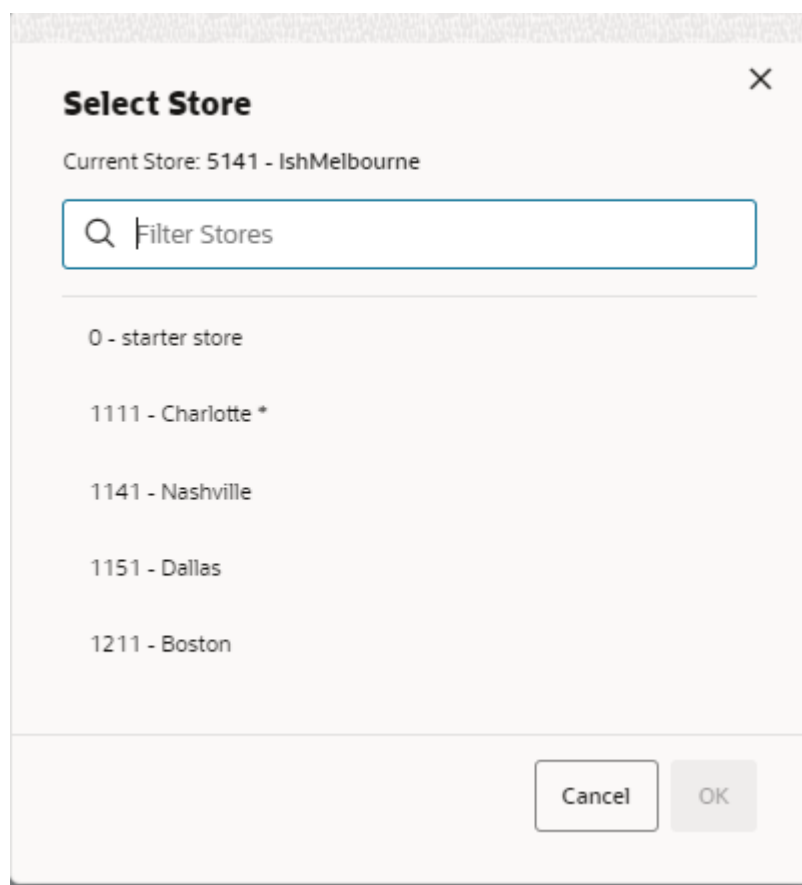 Select Store
Current Store: 5141 - IshMelbourne
Filter Stores
0 - starter store
1111 - Charlotte *
1141 - Nashville
1151 - Dallas
1211 - Boston
Cancel OK